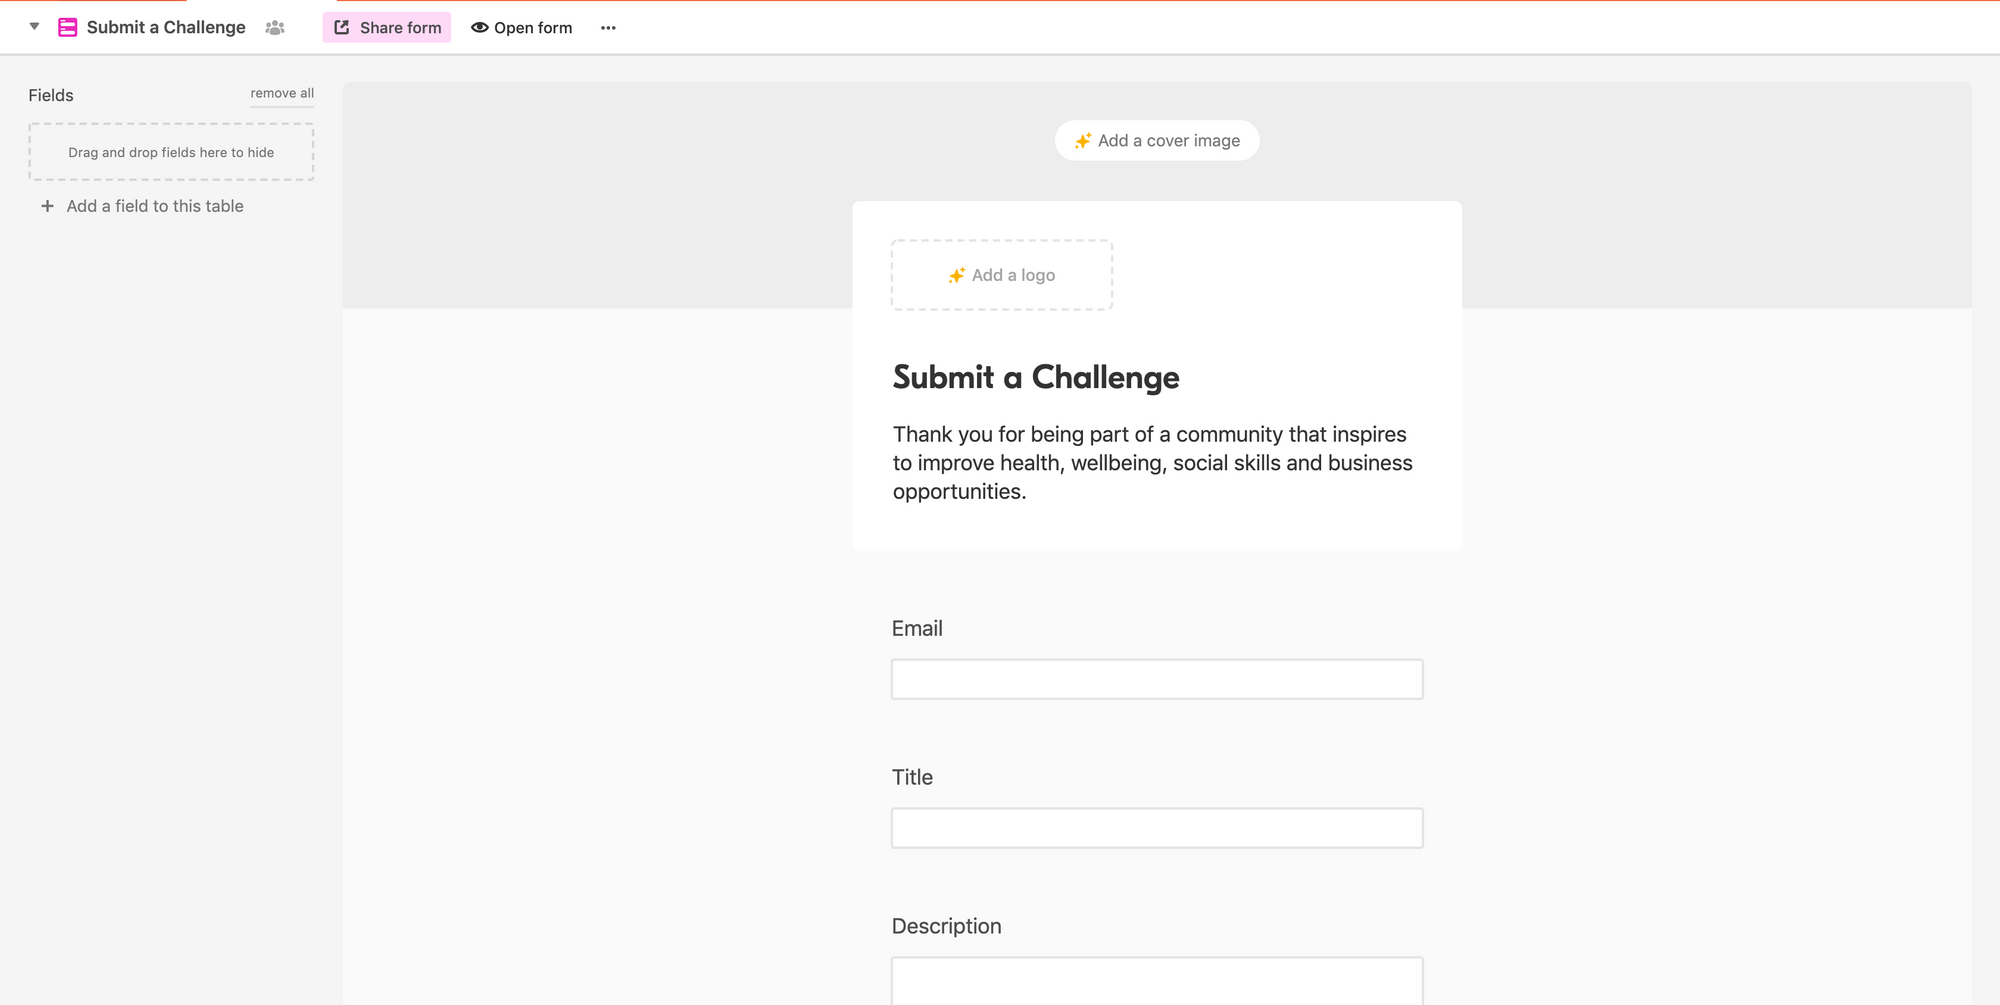 Submit a Challenge
Share form
Open form
Fields
remove all
Drag and drop fields here to hide
+ Add a field to this table
Add a cover image
Add a logo
Submit a Challenge
Thank you for being part of a community that inspires
to improve health, wellbeing, social skills and business
opportunities.
Email
Title
Description